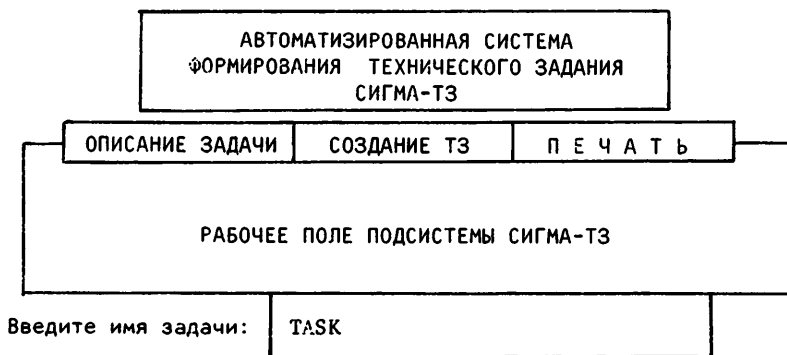 АВТОМАТИЗИРОВАННАЯ СИСТЕМА
ФОРМИРОВАНИЯ ТЕХНИЧЕСКОГО ЗАДАНИЯ
СИГМА-ТЗ
ОПИСАНИЕ ЗАДАЧИ СОЗДАНИЕ ТЗ П Е Ч А Т Ь
РАБОЧЕЕ ПОЛЕ ПОДСИСТЕМЫ СИГМА-ТЗ
Введите имя задачи: TASK